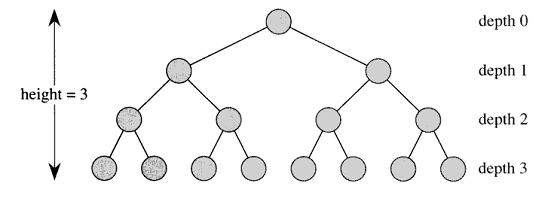 depth 0
depth 1
depth 2
height = 3
depth 3